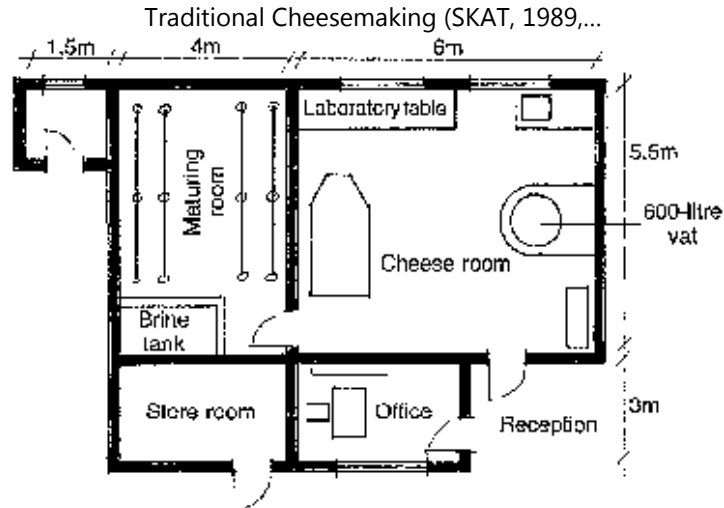 Traditional Cheesemaking (SKAT, 1989,...
1,5m
4m
6m
Laboratory table
5.5m
Maturing
room
600-litre
vat
Cheese room
Brine
tank
Store room
Office
Reception
3m